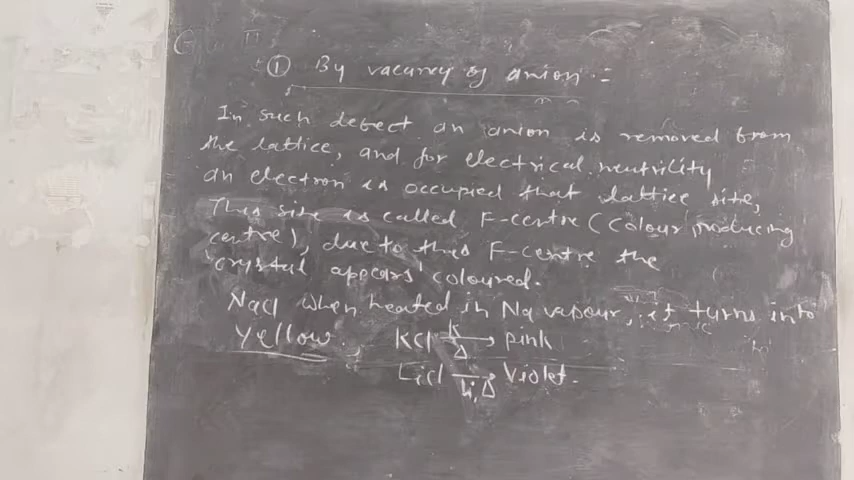 ① By vacancy of anion :-
In such defect an anion is removed from
the lattice, and for electrical neutrility
an electron is occupied that lattice site,
This site is called F-centre (Colour producing
centre), due to this F-centre the
crystal appears coloured.
NaCl when heated in Na vapour, it turns into
Yellow.,
KCl K/Δ → pink
LiCl Li,Δ → Violet.